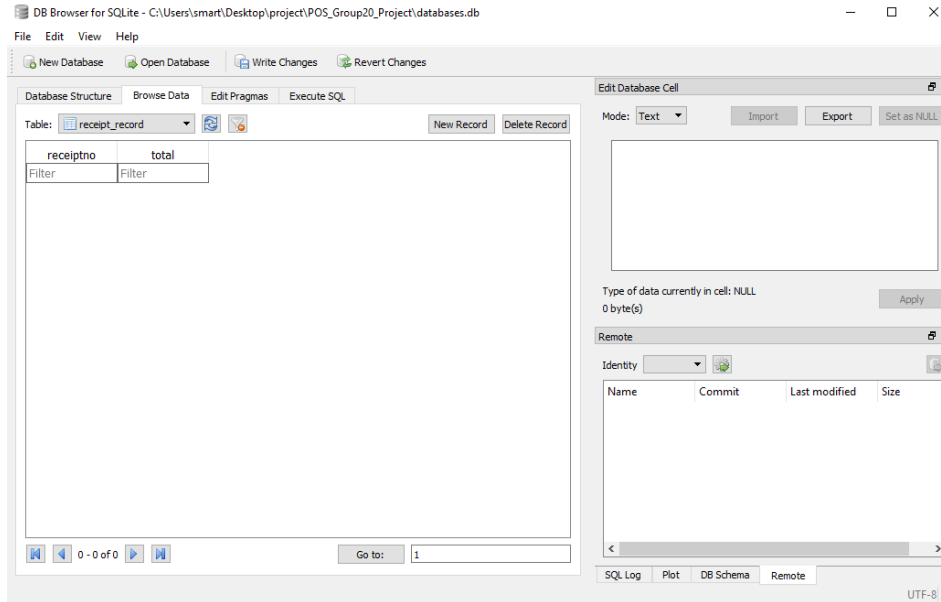 DB Browser for SQLite - C:\Users\smart\Desktop\project\POS_Group20_Project\databases.db
File Edit View Help
New Database Open Database Write Changes Revert Changes
Database Structure Browse Data Edit Pragmas Execute SQL
Table: receipt_record New Record Delete Record
receiptno total
Filter Filter
0 - 0 of 0 Go to: 1
Edit Database Cell
Mode: Text Import Export Set as NULL
Type of data currently in cell: NULL
0 byte(s)
Apply
Remote
Identity
Name Commit Last modified Size
SQL Log Plot DB Schema Remote
UTF-8